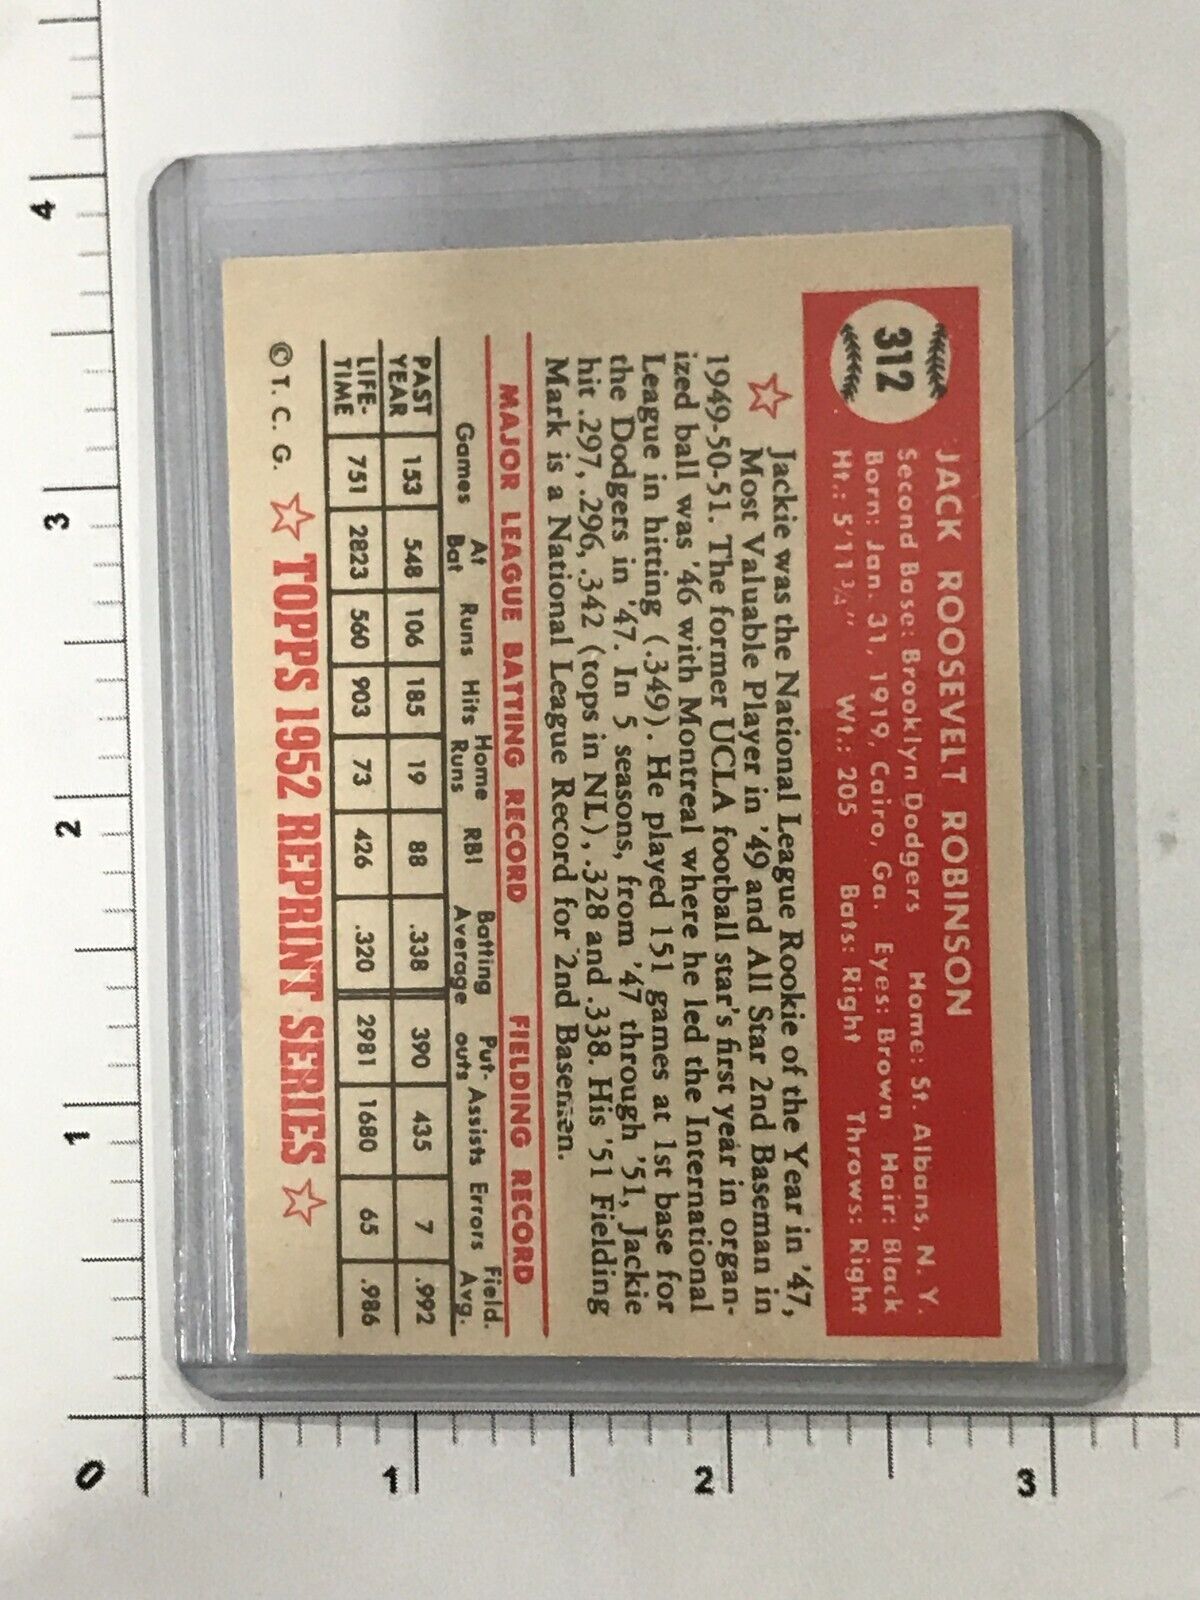 312
JACK ROOSEVELT ROBINSON
Second Base: Brooklyn Dodgers Home: St. Albans, N. Y.
Born: Jan. 31, 1919, Cairo, Ga. Eyes: Brown Hair: Black
Ht.: 5'11¾" Wt.: 205 Bats: Right Throws: Right
Jackie was the National League Rookie of the Year in '47,
Most Valuable Player in '49 and All Star 2nd Baseman in
1949-50-51. The former UCLA football star's first year in organ-
ized ball was '46 with Montreal where he led the International
League in hitting (.349). He played 151 games at 1st base for
the Dodgers in '47. In 5 seasons, from '47 through '51, Jackie
hit .297, .296, .342 (tops in NL), .328 and .338. His '51 Fielding
Mark is a National League Record for 2nd Basemen.
MAJOR LEAGUE BATTING RECORD FIELDING RECORD
Games At Bat Runs Hits Home Runs RBI Batting Average Put-outs Assists Errors Field. Avg.
PAST YEAR 153 548 106 185 19 88 .338 390 435 7 .992
LIFE-TIME 751 2823 560 903 73 426 .320 2981 1680 65 .986
©T. C. G. ☆ TOPPS 1952 REPRINT SERIES ☆
4
3
2
1
0
1
2
3